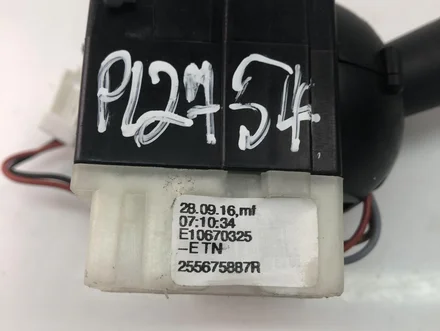 PL27 54
28.09.16,mf
07:10:34
E10670325
-ETN
255675887R